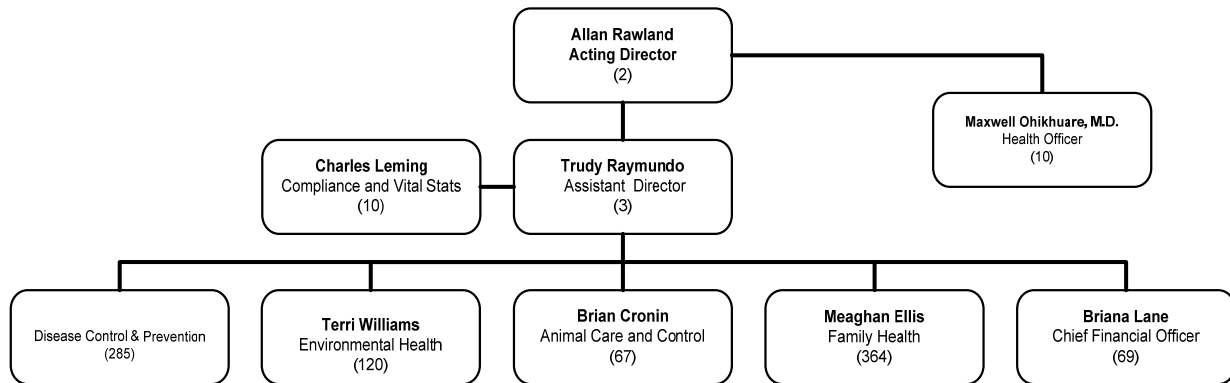 Allan Rawland
Acting Director
(2)
Maxwell Ohikhuare, M.D.
Health Officer
(10)
Charles Leming
Compliance and Vital Stats
(10)
Trudy Raymundo
Assistant Director
(3)
Disease Control & Prevention
(285)
Terri Williams
Environmental Health
(120)
Brian Cronin
Animal Care and Control
(67)
Meaghan Ellis
Family Health
(364)
Briana Lane
Chief Financial Officer
(69)